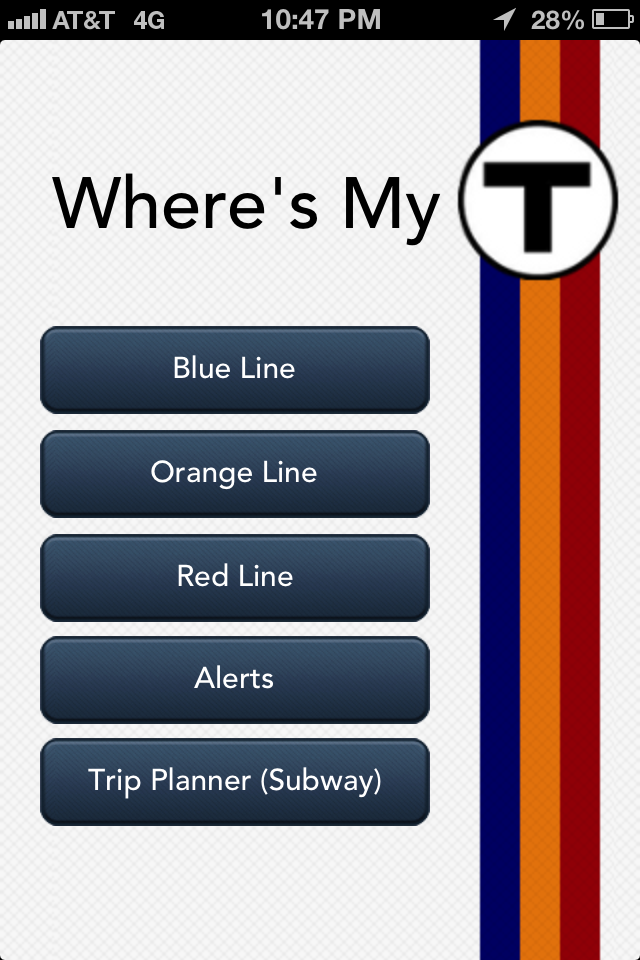 AT&T 4G 10:47 PM 28%
Where's My T
Blue Line
Orange Line
Red Line
Alerts
Trip Planner (Subway)